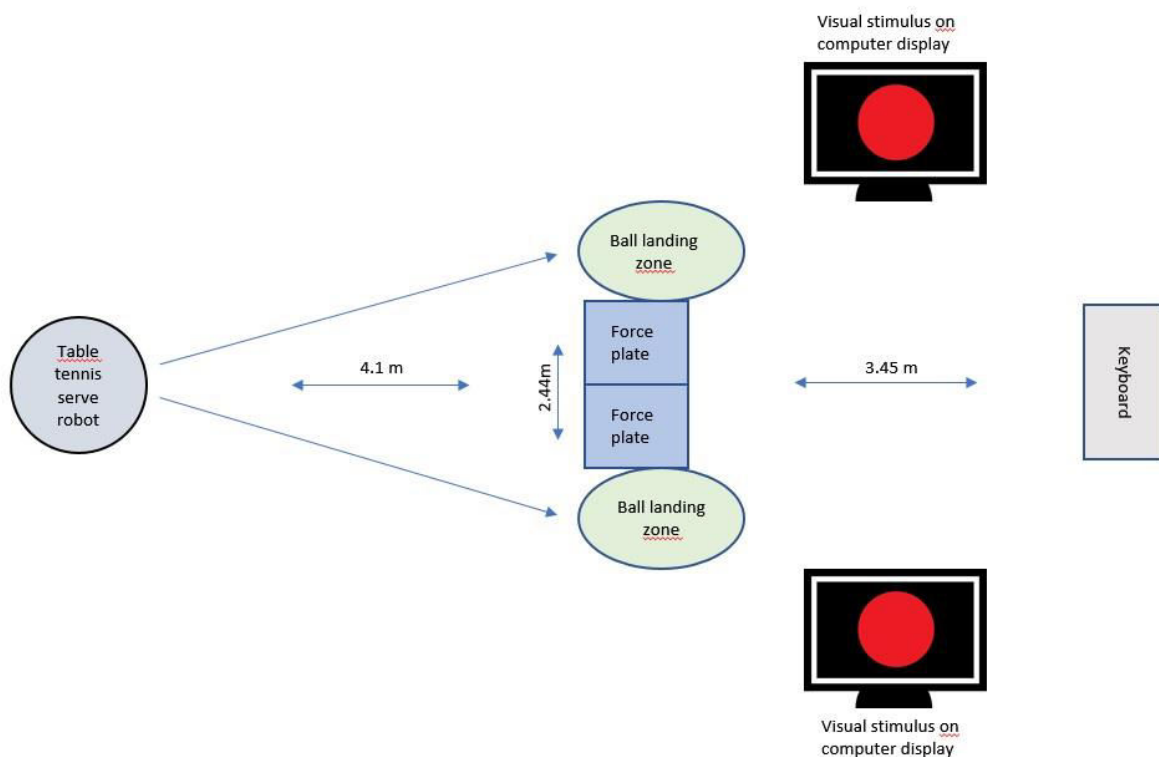 Visual stimulus on
computer display
Ball landing
zone
Table
tennis
serve
robot
4.1 m
2.44m
Force
plate
Force
plate
3.45 m
Keyboard
Ball landing
zone
Visual stimulus on
computer display